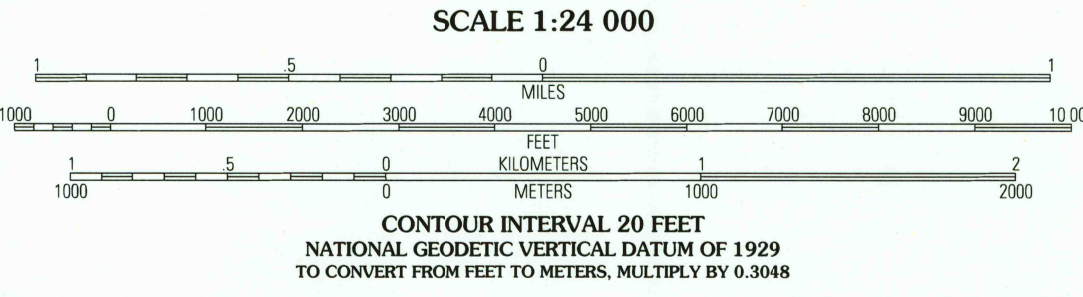 SCALE 1:24 000
1 .5 0 1
MILES
1000 0 1000 2000 3000 4000 5000 6000 7000 8000 9000 10 00
FEET
1 .5 0 KILOMETERS 1 2
1000 0 METERS 1000 2000
CONTOUR INTERVAL 20 FEET
NATIONAL GEODETIC VERTICAL DATUM OF 1929
TO CONVERT FROM FEET TO METERS, MULTIPLY BY 0.3048